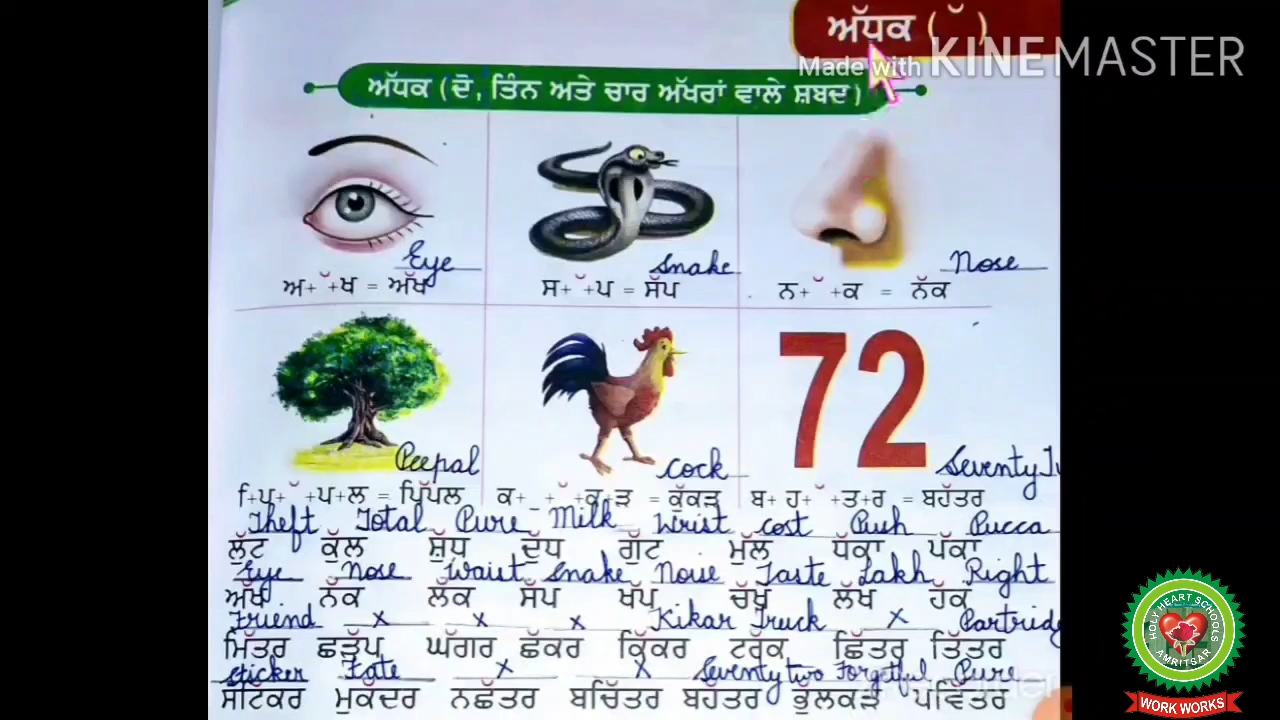 ਅੱਧਕ ( ੱ )
Made with KINEMASTER
ਅੱਧਕ (ਦੋ, ਤਿੰਨ ਅਤੇ ਚਾਰ ਅੱਖਰਾਂ ਵਾਲੇ ਸ਼ਬਦ)
Eye Snake Nose
ਅ+ ੱ +ਖ = ਅੱਖ ਸ+ ੱ +ਪ = ਸੱਪ ਨ+ ੱ +ਕ = ਨੱਕ
72
Peepal Cock
ਿ+ਪ+ ੱ +ਪ+ਲ = ਪਿੱਪਲ ਕ+ ੁ + ੱ +ਕ+ੜ = ਕੁੱਕੜ ਬ+ ਹ+ ੱ +ਤ+ਰ = ਬਹੱਤਰ
Theft Total Pure Milk Wrist cost Push Pucca
ਲੁੱਟ ਕੁੱਲ ਸ਼ੁੱਧ ਦੁੱਧ ਗੁੱਟ ਮੁੱਲ ਧੱਕਾ ਪੱਕਾ
Eye Nose Waist Snake Noise Taste Lakh Right
ਅੱਖ ਨੱਕ ਲੱਕ ਸੱਪ ਖੱਪ ਚੱਖ ਲੱਖ ਹੱਕ
Friend x x x Kikar Truck x
ਮਿੱਤਰ ਛੜੱਪ ਘੱਗਰ ਛੱਕਰ ਕਿੱਕਰ ਟਰੱਕ ਛਿੱਤਰ ਤਿੱਤਰ
Sticker Fate x x Seventy two Forgetful Pure
ਸਟਿੱਕਰ ਮੁਕੱਦਰ ਨਛੱਤਰ ਬਚਿੱਤਰ ਬਹੱਤਰ ਭੁਲੱਕੜ ਪਵਿੱਤਰ
HOLY HEART SCHOOLS
AMRITSAR
WORK WORKS